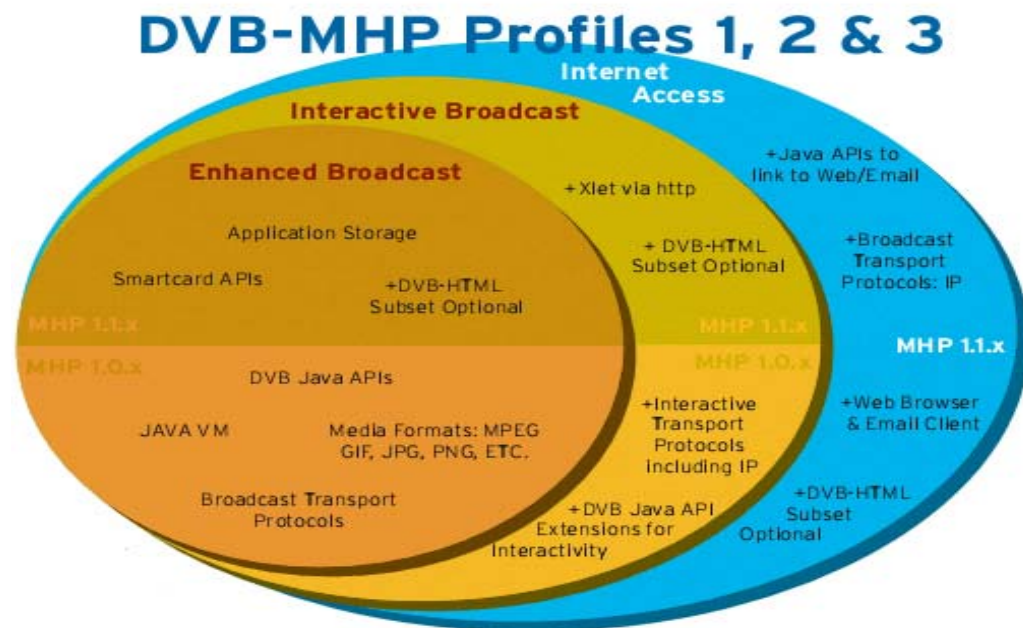 DVB-MHP Profiles 1, 2 & 3
Internet
Access
Interactive Broadcast
Enhanced Broadcast
+Java APIs to
link to Web/Email
+Xlet via http
Application Storage
+ DVB-HTML
Subset Optional
+Broadcast
Transport
Protocols: IP
Smartcard APIs
+DVB-HTML
Subset Optional
MHP 1.1.x
MHP 1.1.x
MHP 1.1.x
MHP 1.0.x
MHP 1.0.x
DVB Java APIs
JAVA VM
Media Formats: MPEG
GIF, JPG, PNG, ETC.
+Interactive
Transport
Protocols
including IP
+Web Browser
& Email Client
Broadcast Transport
Protocols
+DVB Java API
Extensions for
Interactivity
+DVB-HTML
Subset
Optional